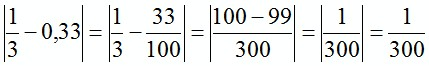 |1/3 − 0,33| = |1/3 − 33/100| = |(100 − 99)/300| = |1/300| = 1/300